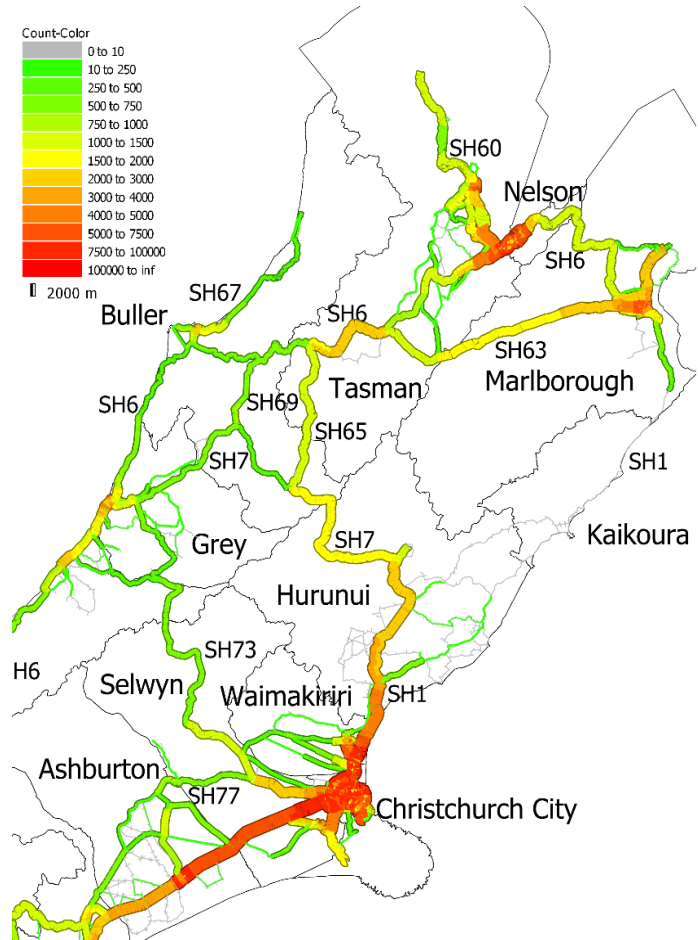 Count-Color
0 to 10
10 to 250
250 to 500
500 to 750
750 to 1000
1000 to 1500
1500 to 2000
2000 to 3000
3000 to 4000
4000 to 5000
5000 to 7500
7500 to 100000
100000 to inf
2000 m
SH60
Nelson
SH6
SH67
Buller
SH6
SH63
Tasman
Marlborough
SH6
SH69
SH65
SH7
SH1
Grey
SH7
Kaikoura
Hurunui
H6
SH73
Selwyn
Waimakiriri
SH1
Ashburton
SH77
Christchurch City